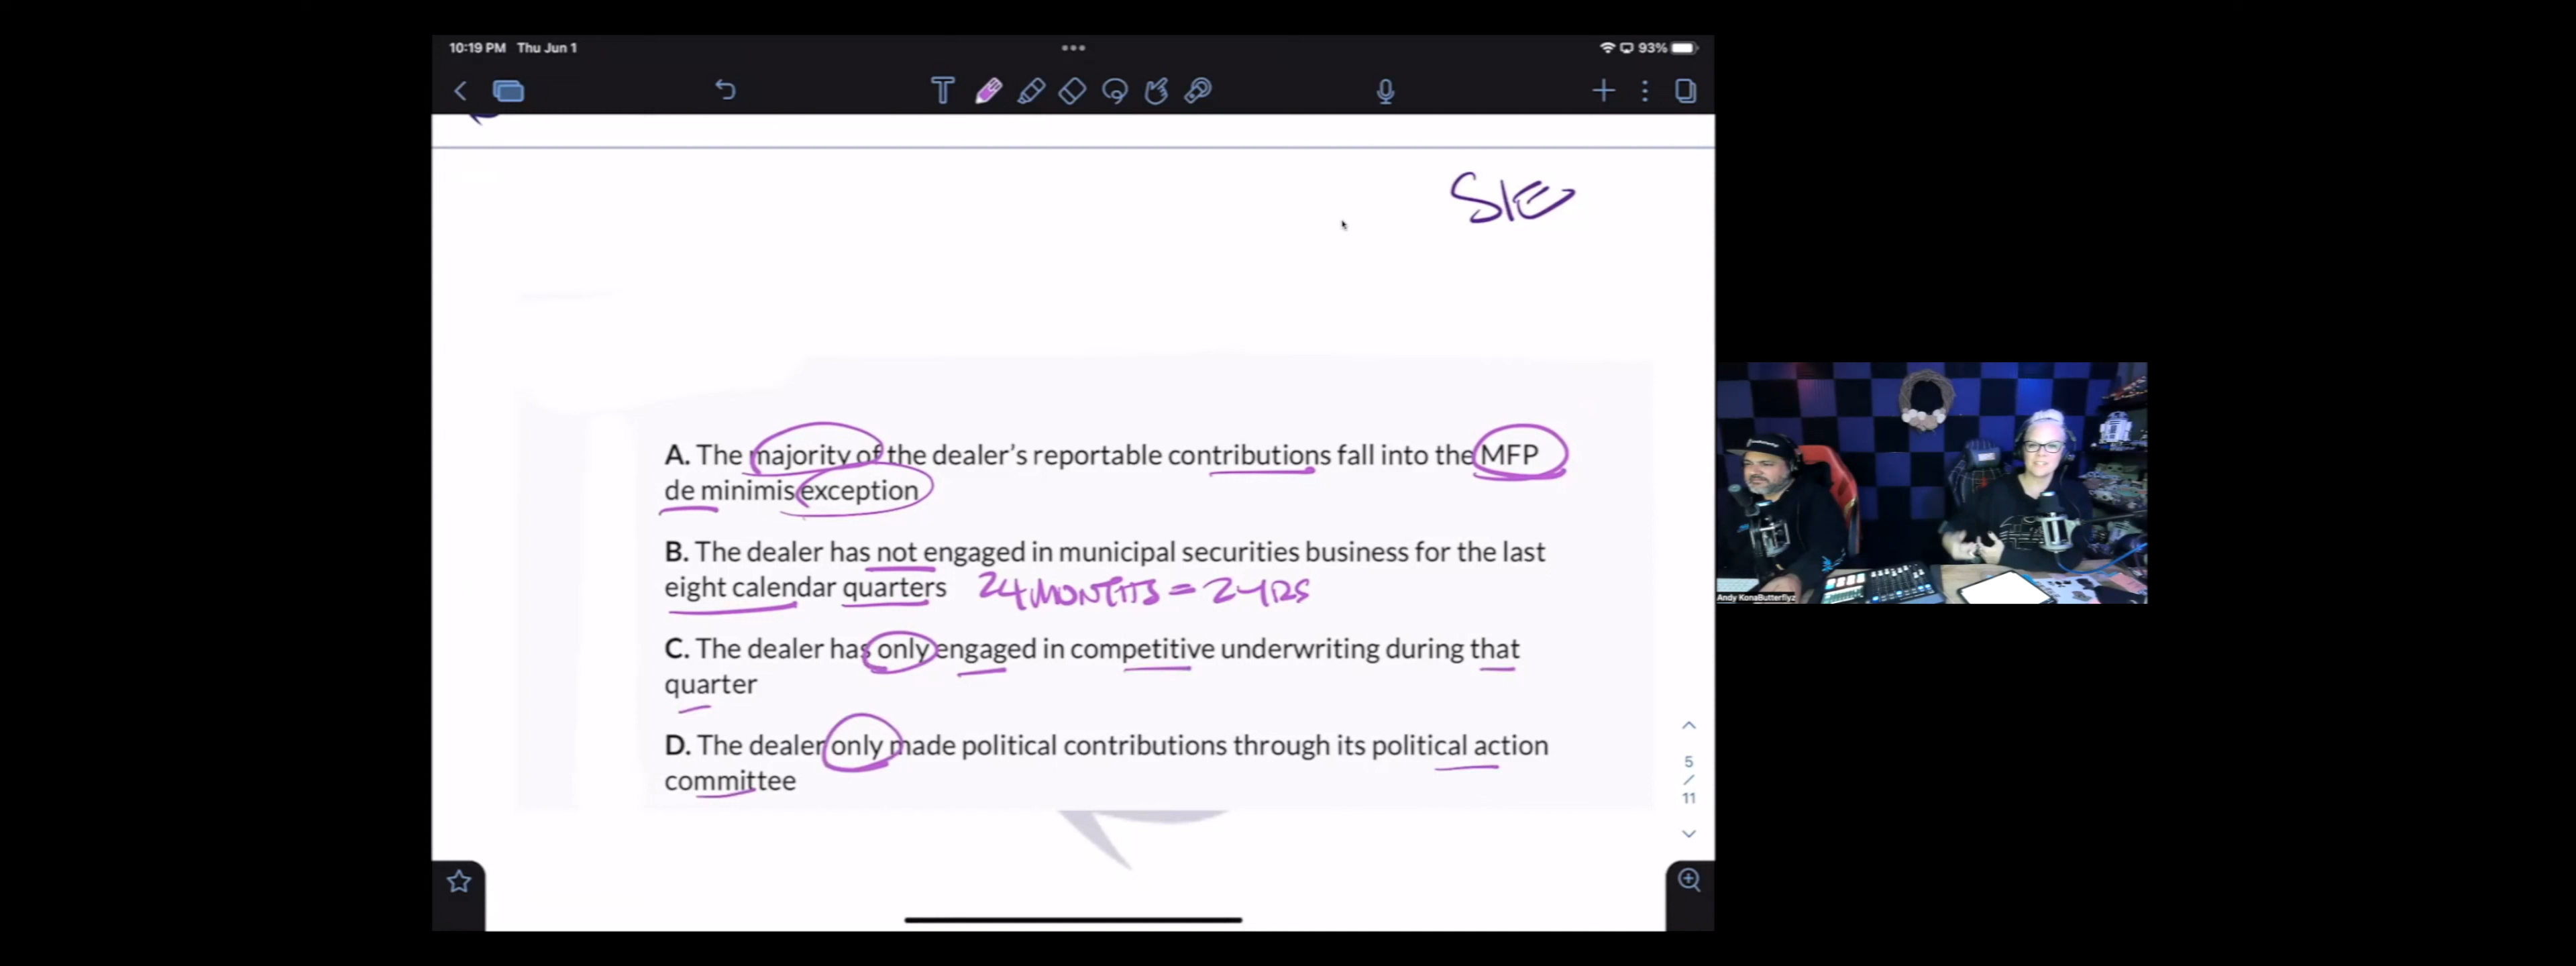 10:19 PM Thu Jun 1
93%
SIE
A. The majority of the dealer's reportable contributions fall into the MFP
de minimis exception
B. The dealer has not engaged in municipal securities business for the last
eight calendar quarters 24 MONTHS = 2 YRS
C. The dealer has only engaged in competitive underwriting during that
quarter
D. The dealer only made political contributions through its political action
committee
5
/
11
Andy KonaButterflyz